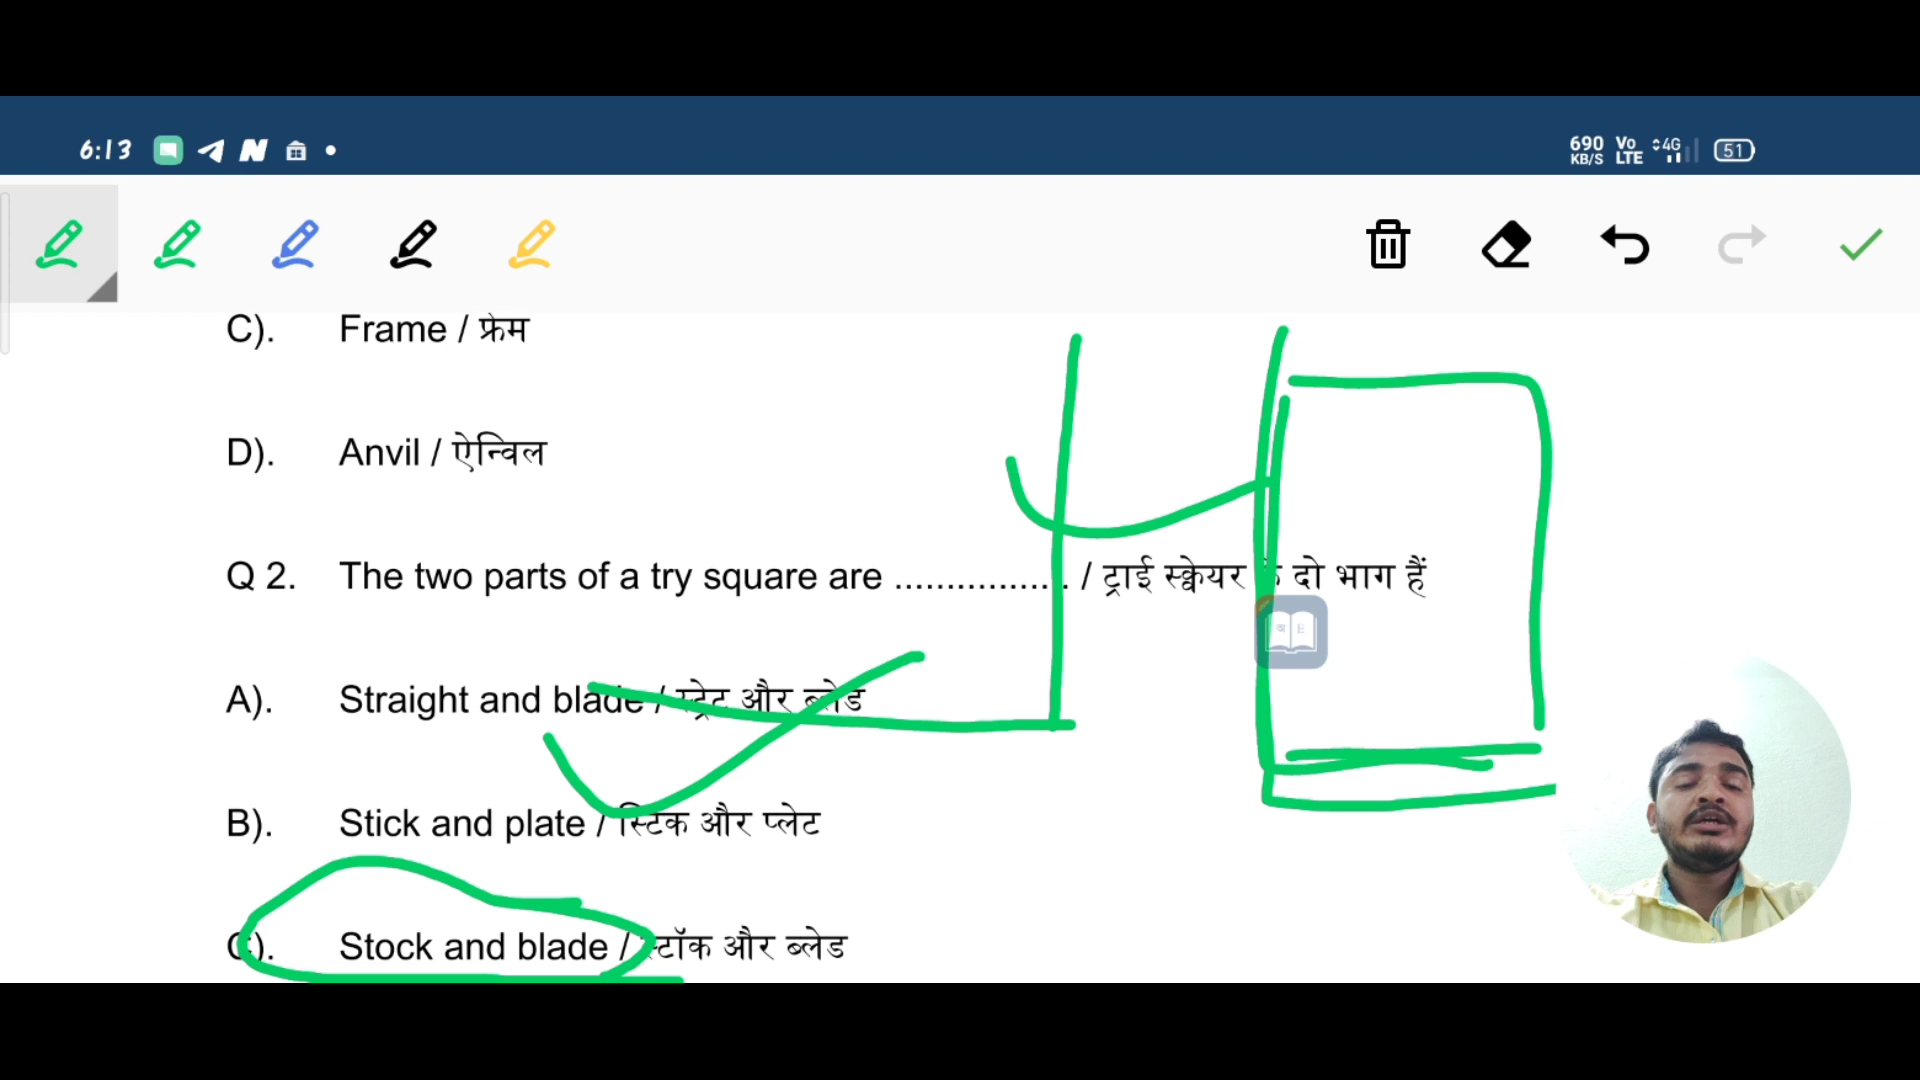 6:13 N 690 KB/S Vo LTE 4G 51
C). Frame / फ्रेम
D). Anvil / ऐन्विल
Q 2. The two parts of a try square are ................. / ट्राई स्क्वेयर के दो भाग हैं
अ E
A). Straight and blade / स्ट्रेट और ब्लेड
B). Stick and plate / स्टिक और प्लेट
C). Stock and blade / स्टॉक और ब्लेड